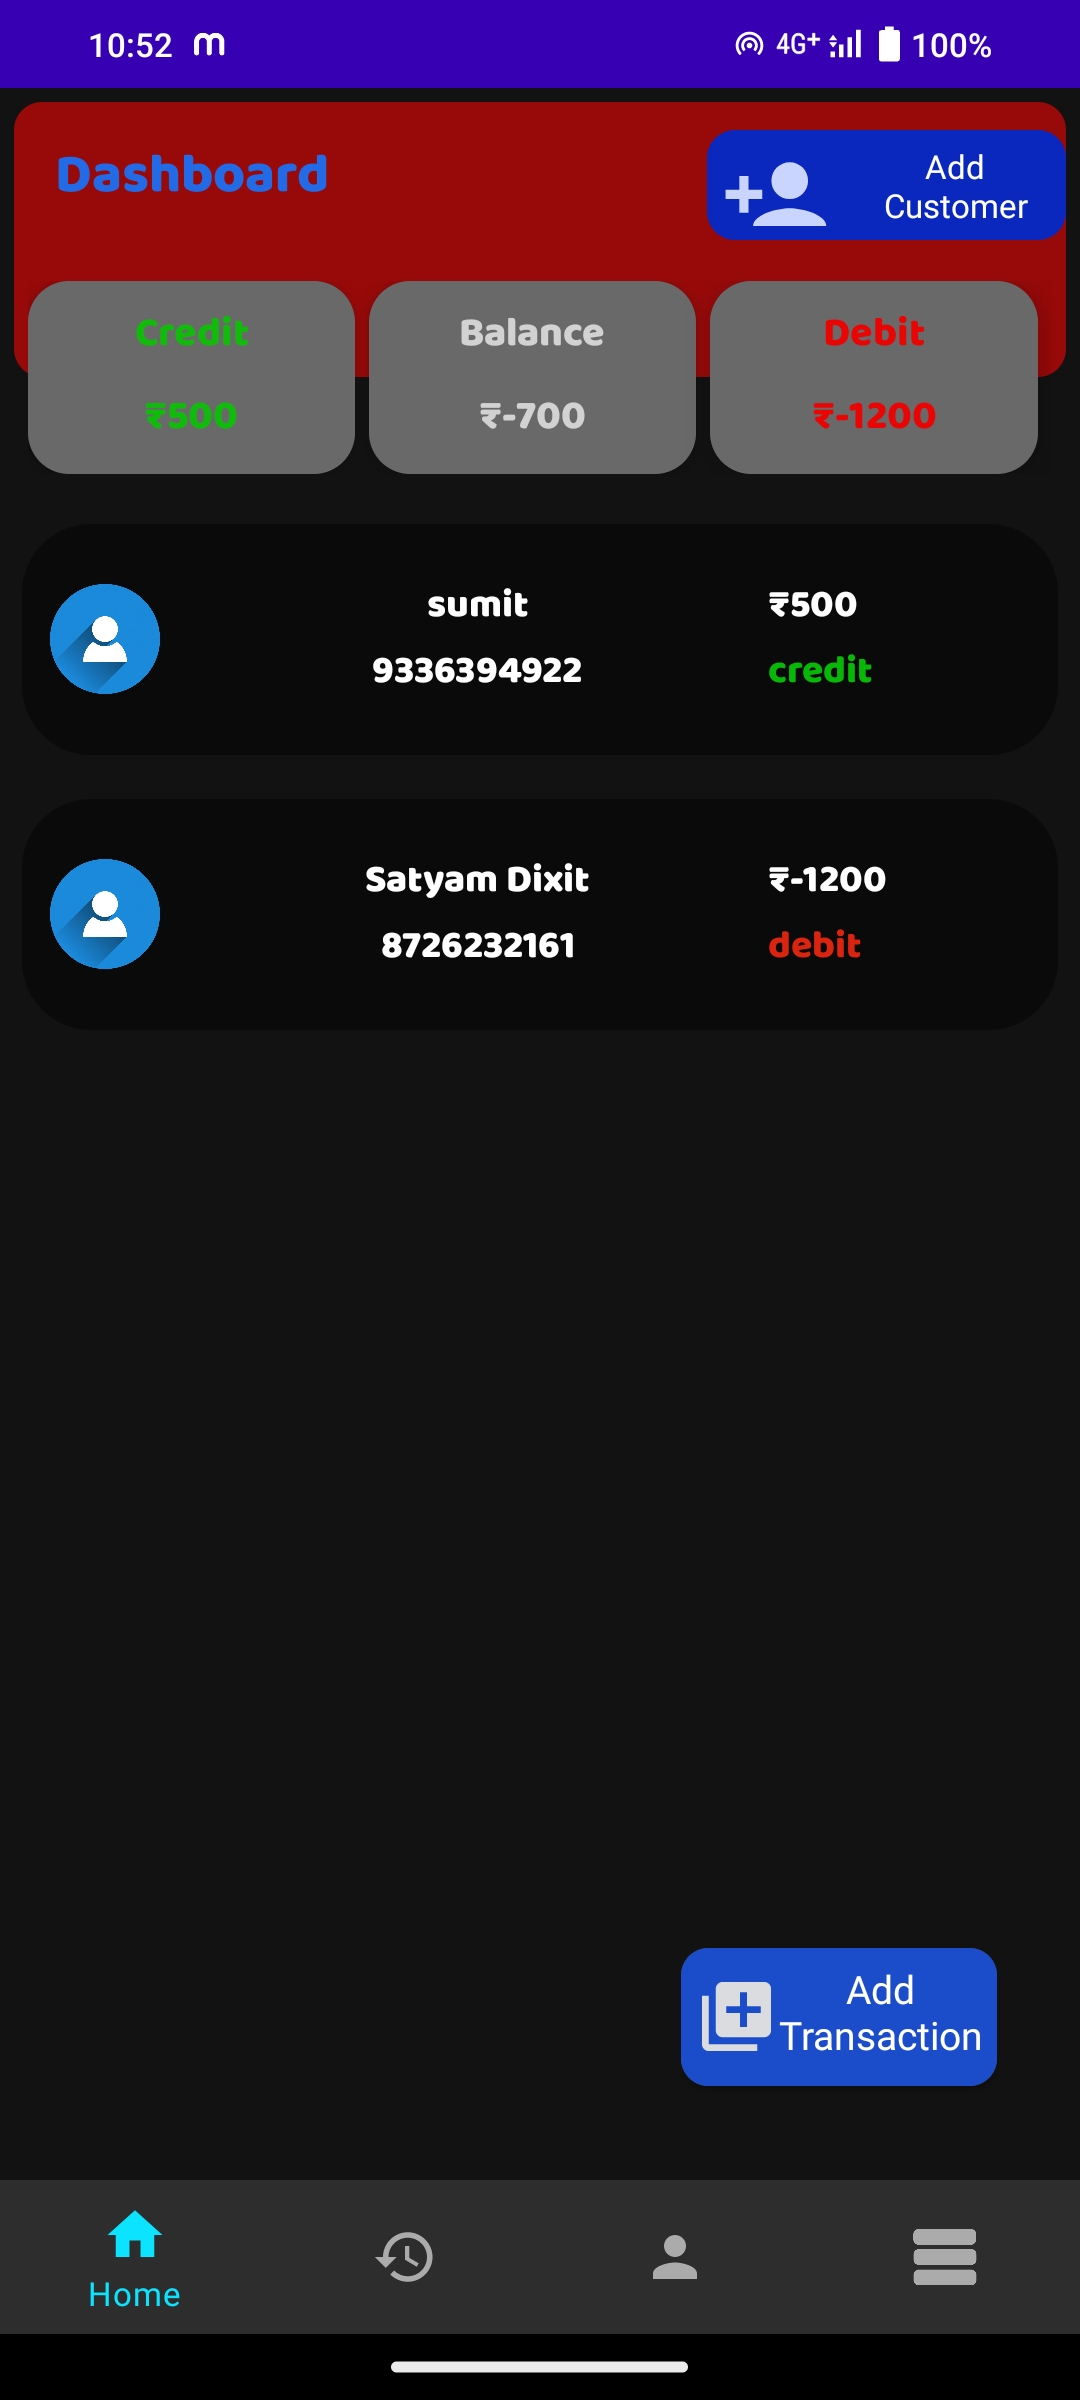 10:52 m 4G+ 100%
Dashboard
Add
Customer
Credit Balance Debit
₹500 ₹-700 ₹-1200
sumit ₹500
9336394922 credit
Satyam Dixit ₹-1200
8726232161 debit
Add
Transaction
Home